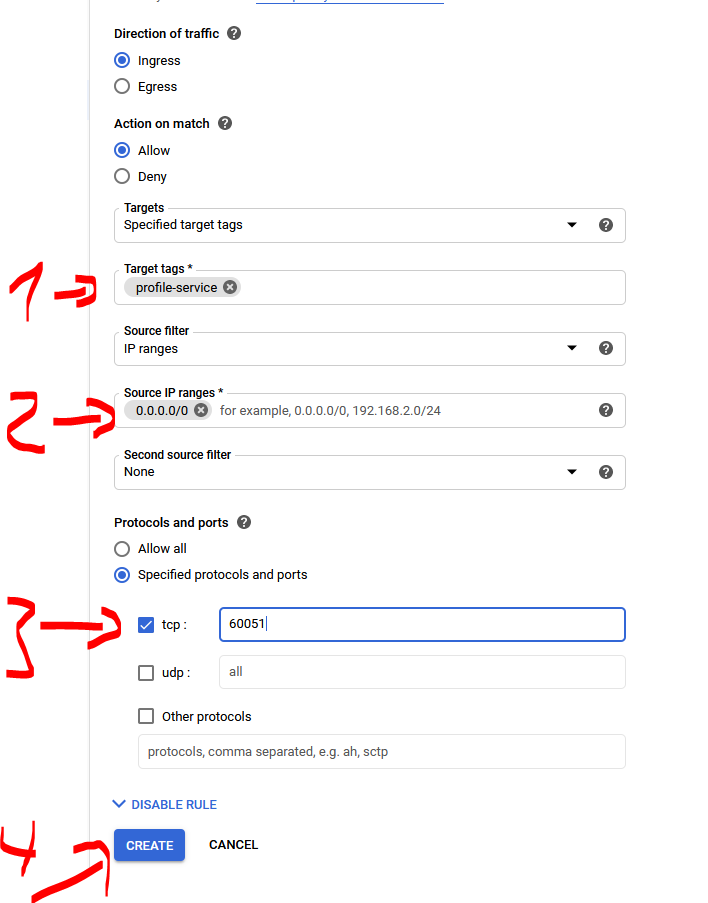 Direction of traffic ?
Ingress
Egress
Action on match ?
Allow
Deny
Targets
Specified target tags ?
Target tags *
1 profile-service
Source filter
IP ranges ?
Source IP ranges *
2 0.0.0.0/0 for example, 0.0.0.0/0, 192.168.2.0/24 ?
Second source filter
None ?
Protocols and ports ?
Allow all
Specified protocols and ports
3 tcp : 60051
udp : all
Other protocols
protocols, comma separated, e.g. ah, sctp
DISABLE RULE
4 CREATE CANCEL